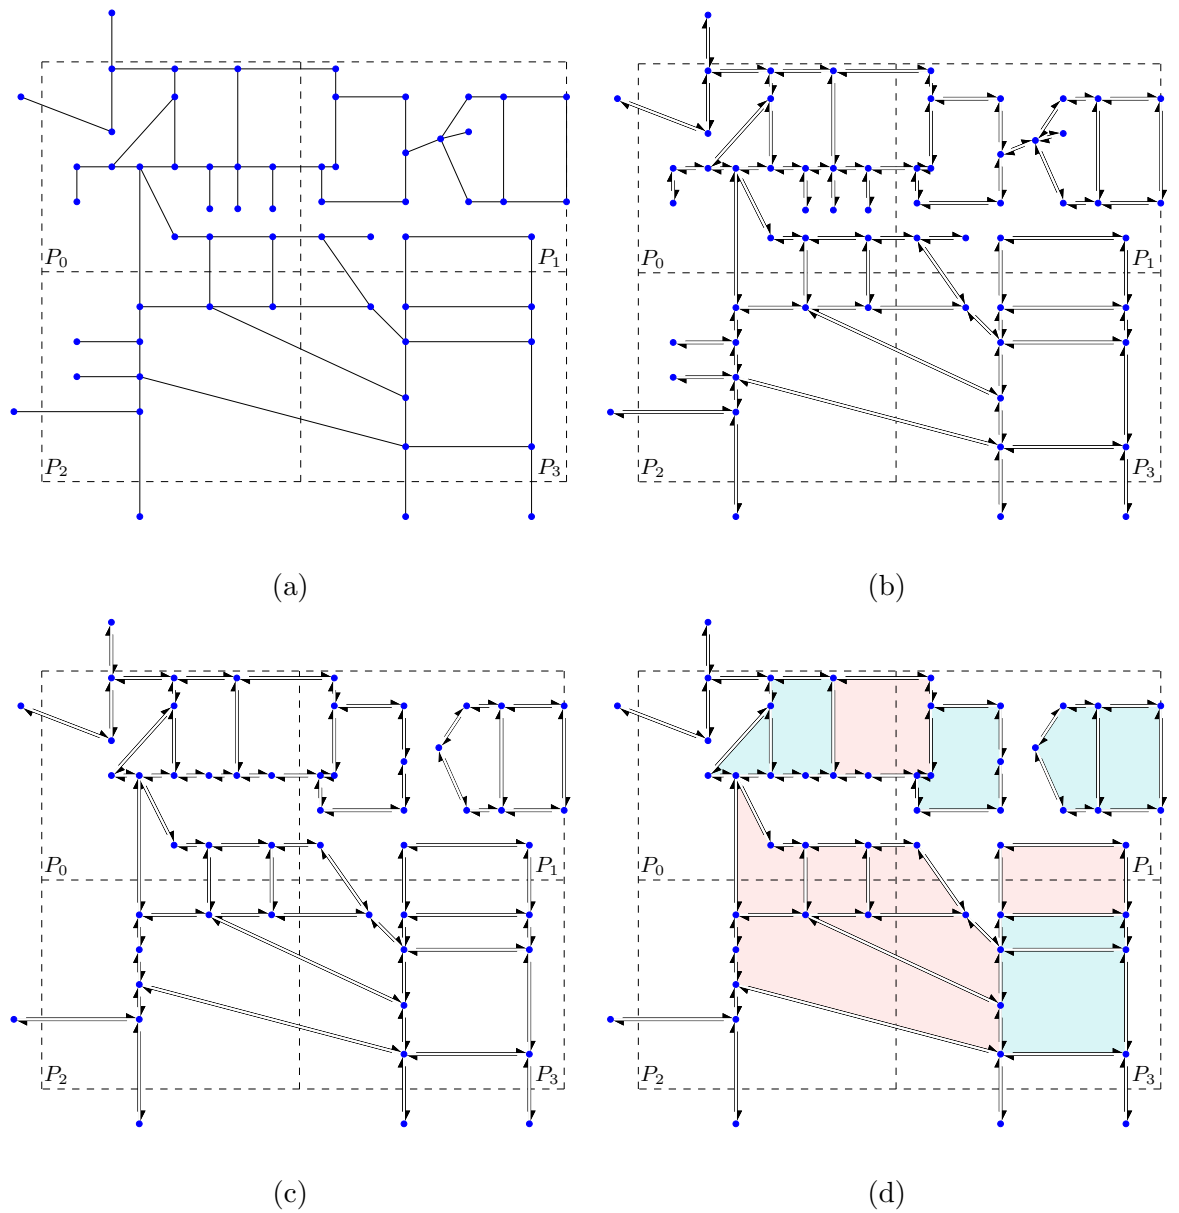 P₀ P₁ P₀ P₁
P₂ P₃ P₂ P₃
(a) (b)
P₀ P₁ P₀ P₁
P₂ P₃ P₂ P₃
(c) (d)